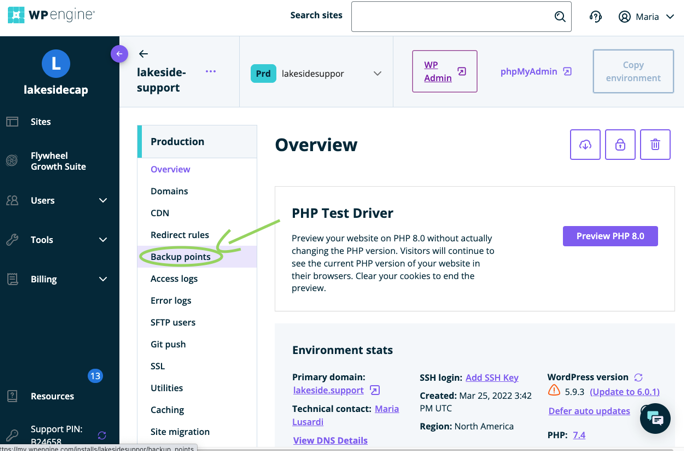 WP engine
Search sites
Maria
L
lakesidecap
Sites
Flywheel
Growth Suite
Users
Tools
Billing
13
Resources
Support PIN:
B24658
lakeside-
support
Prd lakesidesuppor
WP
Admin
phpMyAdmin
Copy
environment
Production
Overview
Domains
CDN
Redirect rules
Backup points
Access logs
Error logs
SFTP users
Git push
SSL
Utilities
Caching
Site migration
Overview
PHP Test Driver
Preview your website on PHP 8.0 without actually
changing the PHP version. Visitors will continue to
see the current PHP version of your website in
their browsers. Clear your cookies to end the
preview.
Preview PHP 8.0
Environment stats
Primary domain:
lakeside.support
Technical contact: Maria
Lusardi
View DNS Details
SSH login: Add SSH Key
Created: Mar 25, 2022 3:42
PM UTC
Region: North America
WordPress version
5.9.3 (Update to 6.0.1)
Defer auto updates
PHP: 7.4
ttps://my.wpengine.com/installs/lakesidesuppor/backup_points